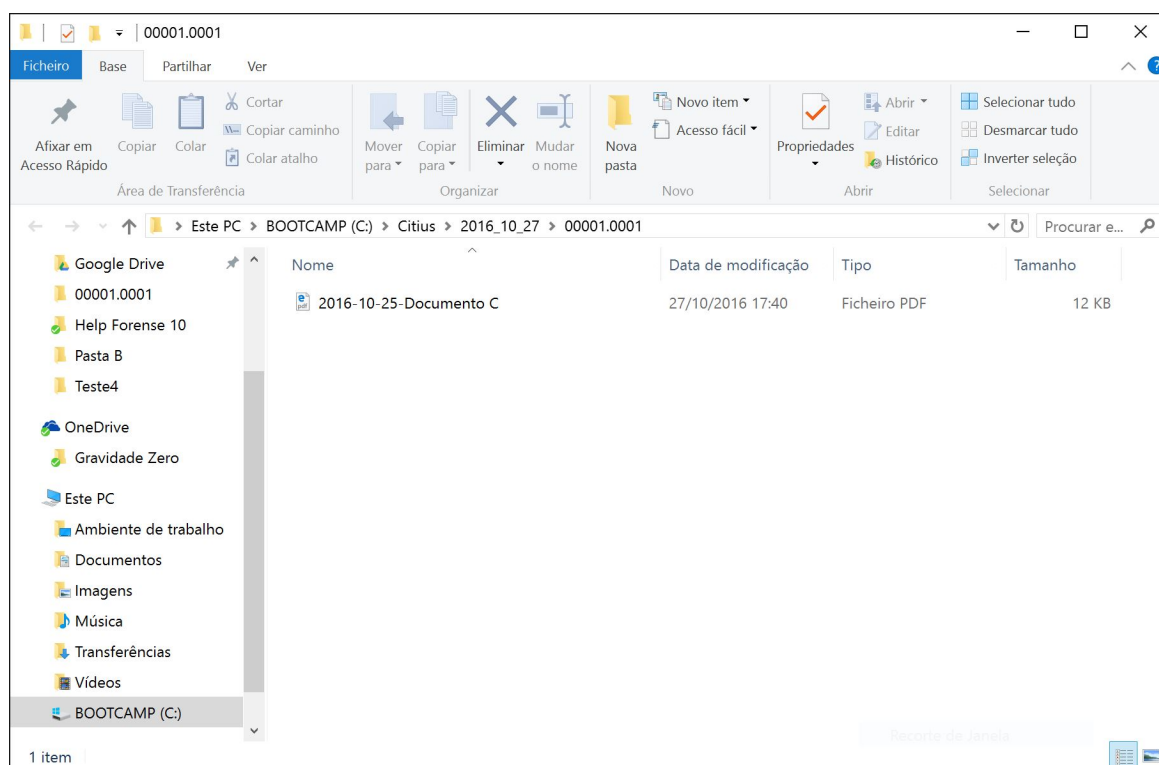 00001.0001
Ficheiro Base Partilhar Ver
Afixar em Acesso Rápido
Copiar
Colar
Cortar
Copiar caminho
Colar atalho
Área de Transferência
Mover para
Copiar para
Eliminar
Mudar o nome
Organizar
Nova pasta
Novo item
Acesso fácil
Novo
Propriedades
Abrir
Editar
Histórico
Abrir
Selecionar tudo
Desmarcar tudo
Inverter seleção
Selecionar
Este PC > BOOTCAMP (C:) > Citius > 2016_10_27 > 00001.0001
Procurar e...
Nome Data de modificação Tipo Tamanho
2016-10-25-Documento C 27/10/2016 17:40 Ficheiro PDF 12 KB
Google Drive
00001.0001
Help Forense 10
Pasta B
Teste4
OneDrive
Gravidade Zero
Este PC
Ambiente de trabalho
Documentos
Imagens
Música
Transferências
Vídeos
BOOTCAMP (C:)
Recorte de Janela
1 item